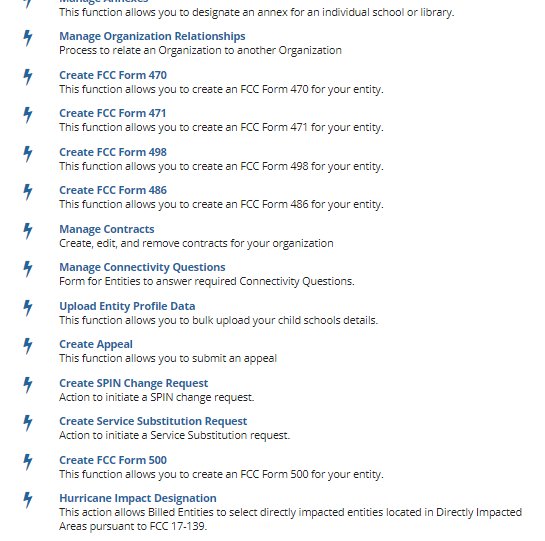 Manage Annexes
This function allows you to designate an annex for an individual school or library.
Manage Organization Relationships
Process to relate an Organization to another Organization
Create FCC Form 470
This function allows you to create an FCC Form 470 for your entity.
Create FCC Form 471
This function allows you to create an FCC Form 471 for your entity.
Create FCC Form 498
This function allows you to create an FCC Form 498 for your entity.
Create FCC Form 486
This function allows you to create an FCC Form 486 for your entity.
Manage Contracts
Create, edit, and remove contracts for your organization
Manage Connectivity Questions
Form for Entities to answer required Connectivity Questions.
Upload Entity Profile Data
This function allows you to bulk upload your child schools details.
Create Appeal
This function allows you to submit an appeal
Create SPIN Change Request
Action to initiate a SPIN change request.
Create Service Substitution Request
Action to initiate a Service Substitution request.
Create FCC Form 500
This function allows you to create an FCC Form 500 for your entity.
Hurricane Impact Designation
This action allows Billed Entities to select directly impacted entities located in Directly Impacted
Areas pursuant to FCC 17-139.